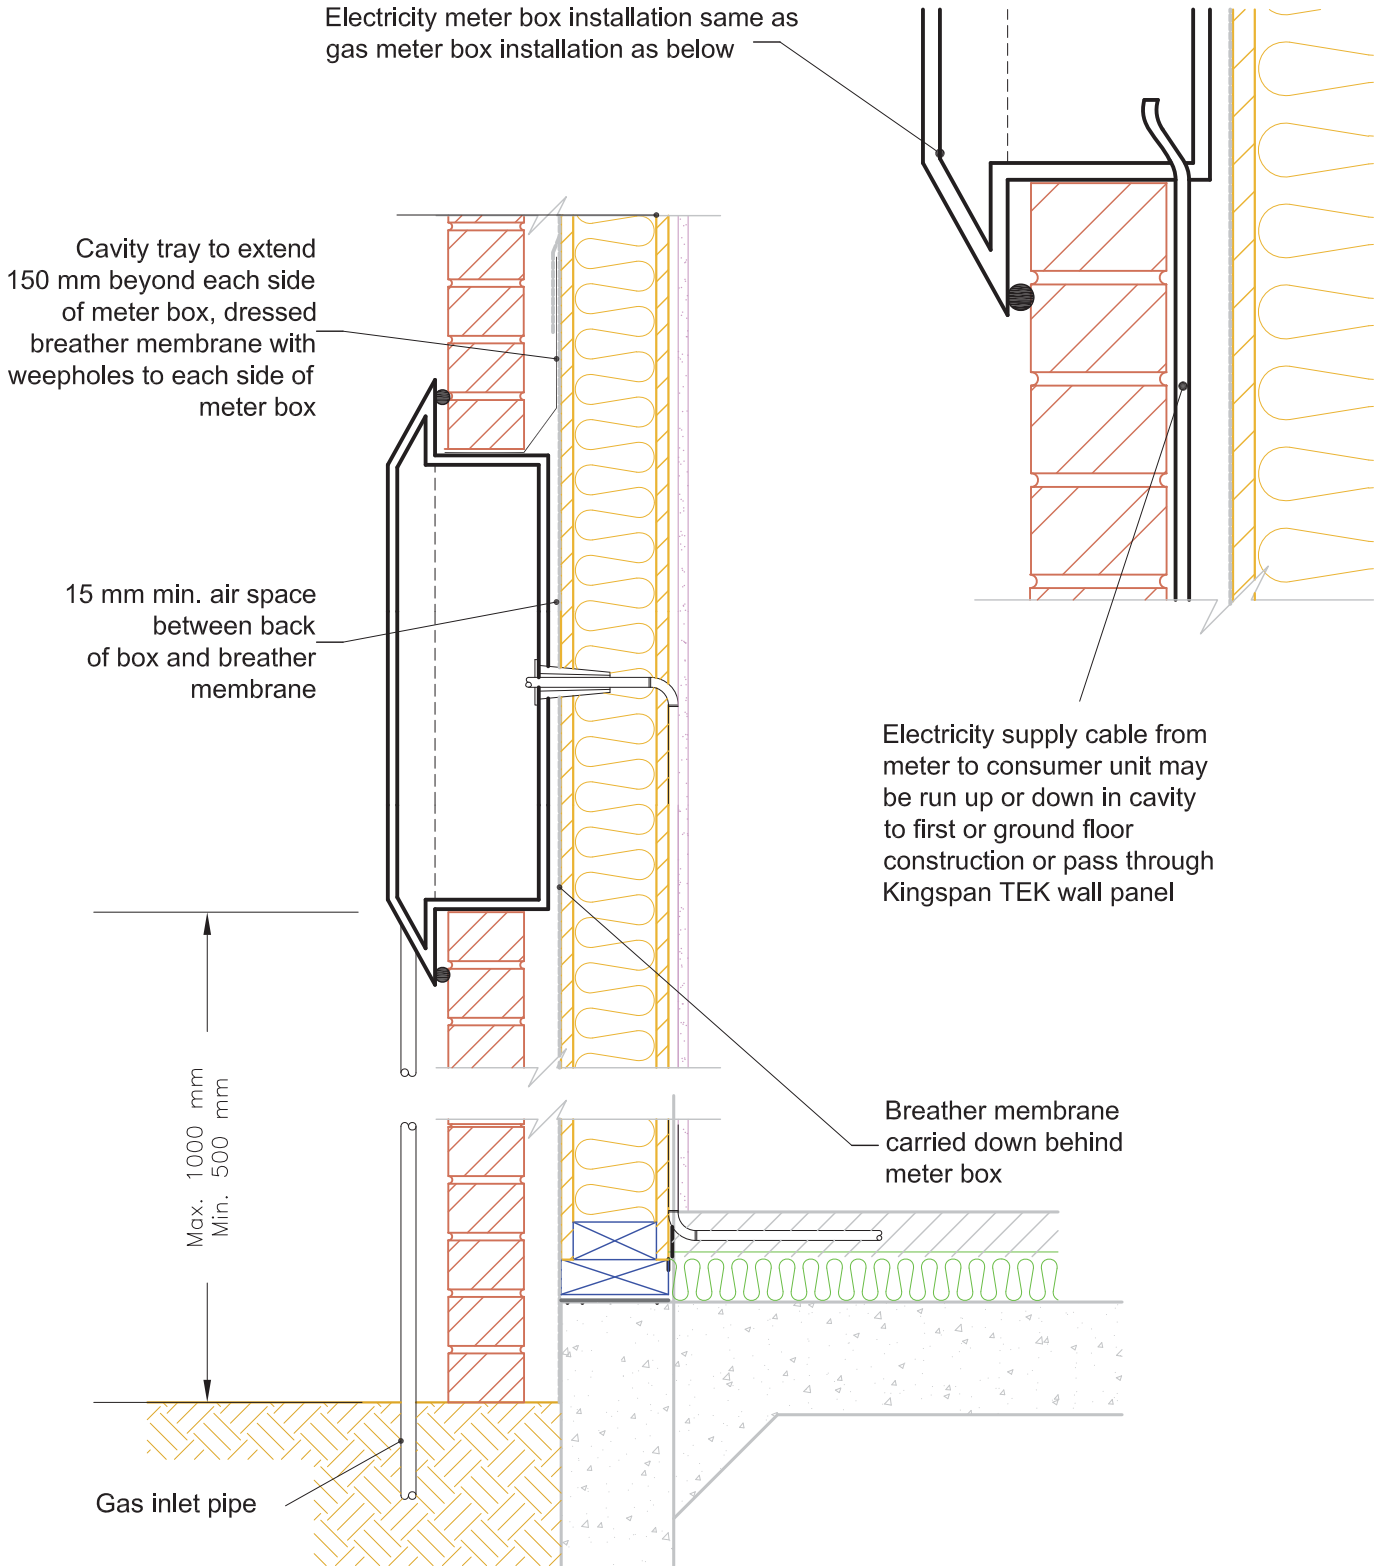 Electricity meter box installation same as
gas meter box installation as below
Cavity tray to extend
150 mm beyond each side
of meter box, dressed
breather membrane with
weepholes to each side of
meter box
15 mm min. air space
between back
of box and breather
membrane
Electricity supply cable from
meter to consumer unit may
be run up or down in cavity
to first or ground floor
construction or pass through
Kingspan TEK wall panel
Max. 1000 mm
Min. 500 mm
Breather membrane
carried down behind
meter box
Gas inlet pipe